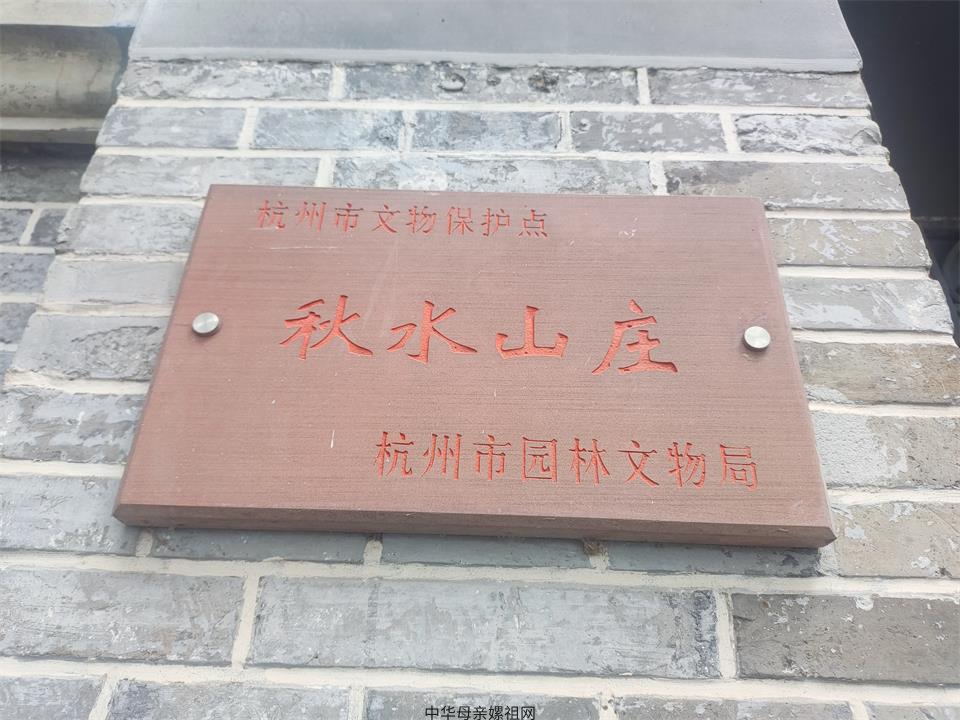 杭州市文物保护点
秋水山庄
杭州市园林文物局
中华母亲嫘祖网